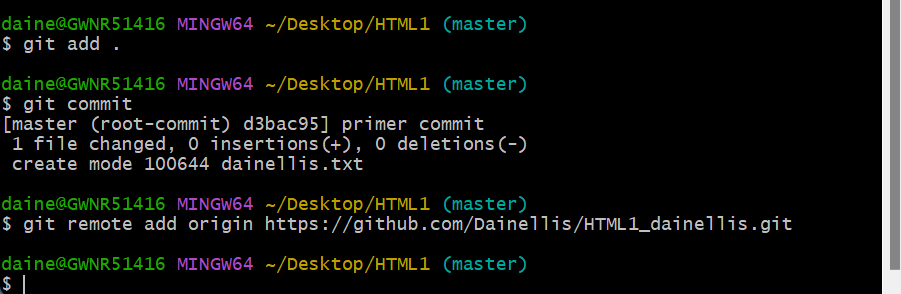 daine@GWNR51416 MINGW64 ~/Desktop/HTML1 (master)
$ git add .
daine@GWNR51416 MINGW64 ~/Desktop/HTML1 (master)
$ git commit
[master (root-commit) d3bac95] primer commit
 1 file changed, 0 insertions(+), 0 deletions(-)
 create mode 100644 dainellis.txt
daine@GWNR51416 MINGW64 ~/Desktop/HTML1 (master)
$ git remote add origin https://github.com/Dainellis/HTML1_dainellis.git
daine@GWNR51416 MINGW64 ~/Desktop/HTML1 (master)
$